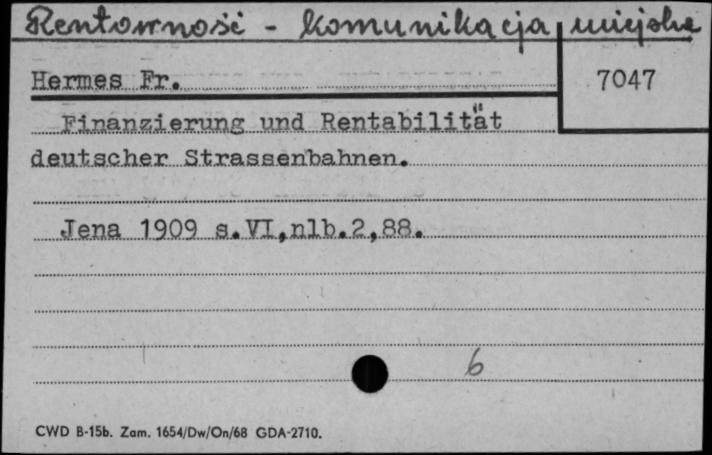 Rentowność - Komunikacja miejska
Hermes Fr.
7047
Finanzierung und Rentabilität
deutscher Strassenbahnen.
Jena 1909 s.VI,nlb.2,88.
6
CWD B-15b. Zam. 1654/Dw/On/68 GDA-2710.